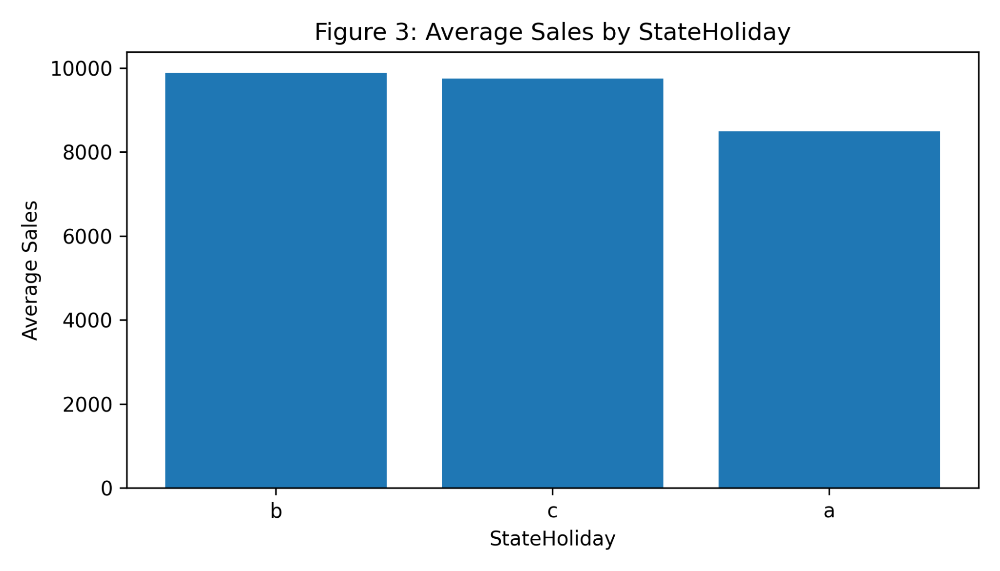 Figure 3: Average Sales by StateHoliday
10000
8000
6000
4000
2000
0
Average Sales
b c a
StateHoliday